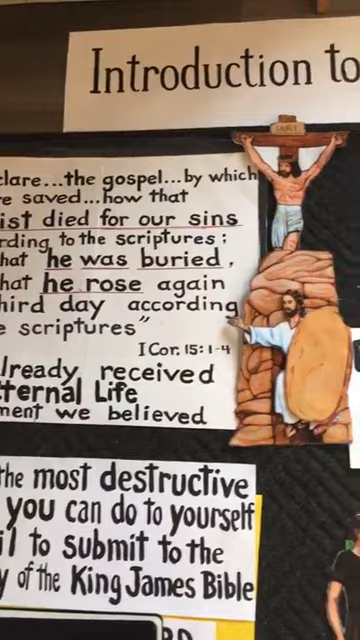 Introduction to
clare...the gospel...by which
re saved...how that
ist died for our sins
rding to the scriptures;
hat he was buried,
hat he rose again
hird day according
e scriptures"
I Cor. 15:1-4
lready received
ternal Life
ment we believed
the most destructive
you can do to yourself
il to submit to the
y of the King James Bible